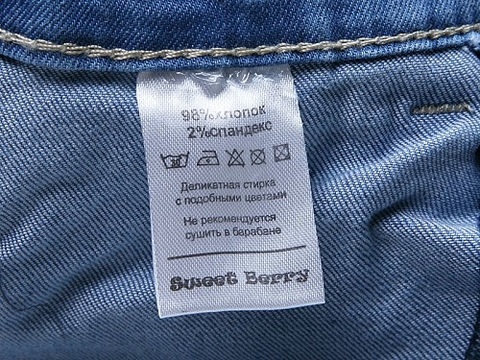 98%хлопок
2%спандекс
Деликатная стирка
с подобными цветами
Не рекомендуется
сушить в барабане
Sweet Berry